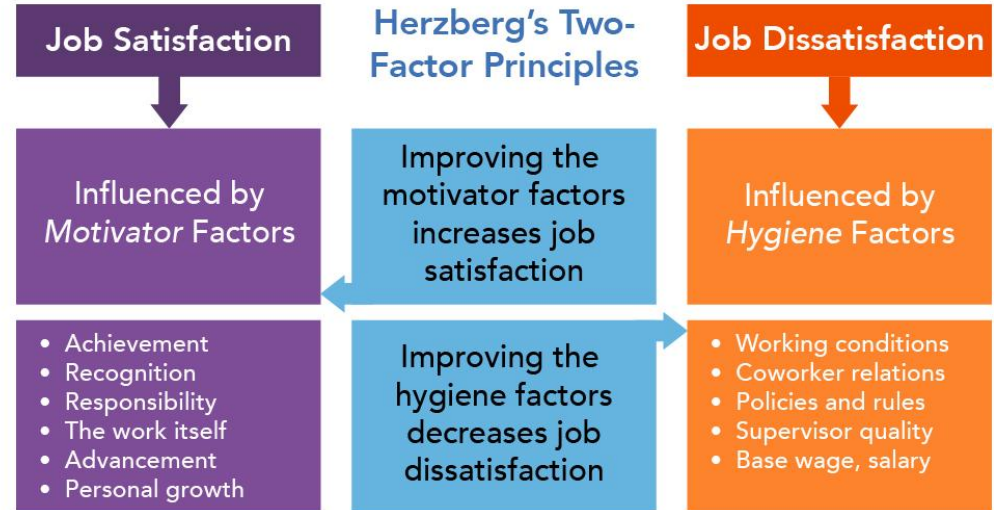 Job Satisfaction
Herzberg's Two-
Factor Principles
Job Dissatisfaction
Influenced by
Motivator Factors
Improving the
motivator factors
increases job
satisfaction
Influenced by
Hygiene Factors
• Achievement
• Recognition
• Responsibility
• The work itself
• Advancement
• Personal growth
Improving the
hygiene factors
decreases job
dissatisfaction
• Working conditions
• Coworker relations
• Policies and rules
• Supervisor quality
• Base wage, salary